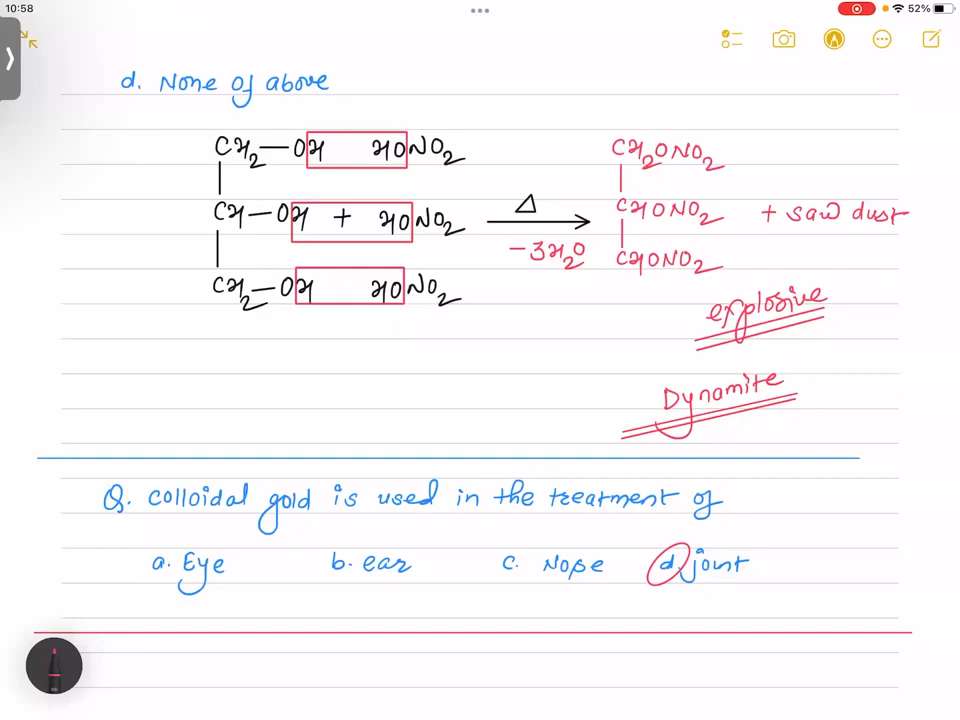 10:58
52%
d. None of above
CH2—OH HONO2
CH—OH + HONO2
CH2—OH HONO2
Δ
−3H2O
CH2ONO2
CHONO2 + saw dust
CHONO2
explosive
Dynamite
Q. colloidal gold is used in the treatment of
a. Eye b. ear c. Nose d. joint